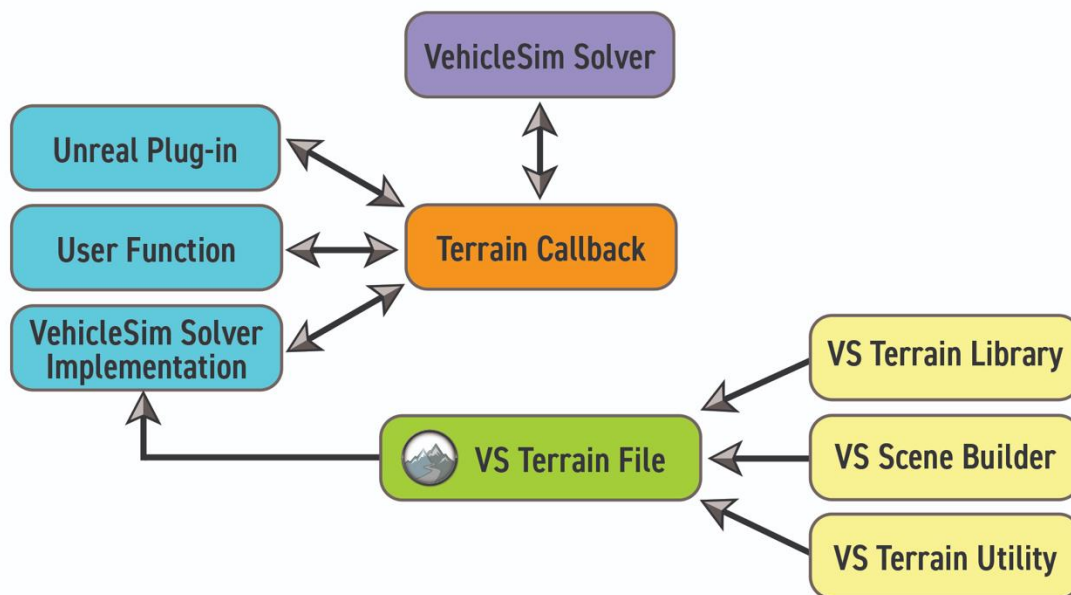 VehicleSim Solver
Unreal Plug-in
User Function
Terrain Callback
VehicleSim Solver
Implementation
VS Terrain Library
VS Terrain File
VS Scene Builder
VS Terrain Utility